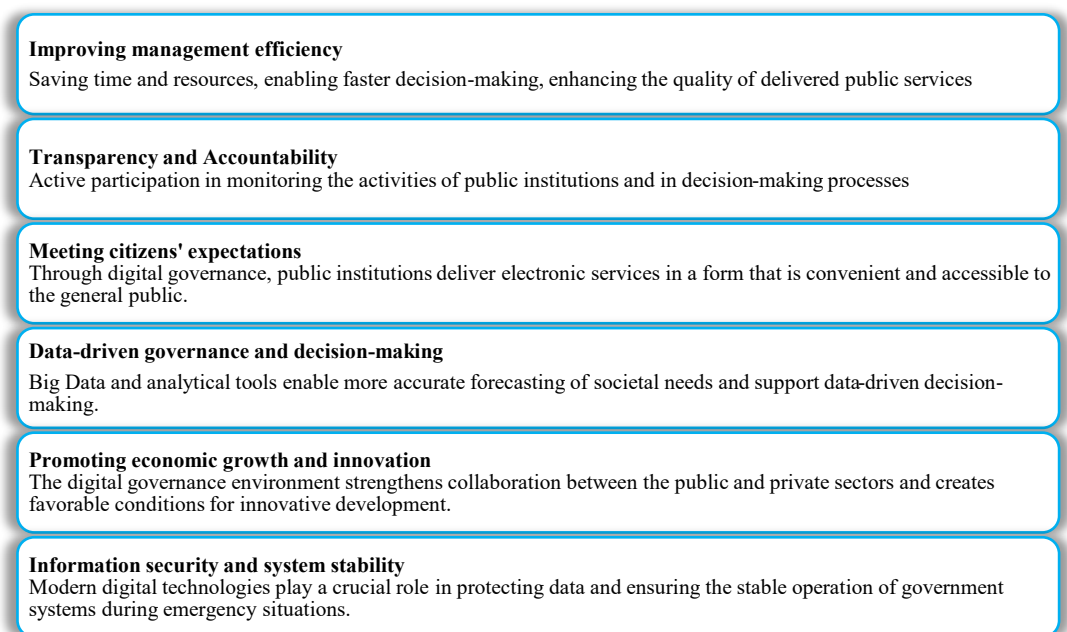 Improving management efficiency
Saving time and resources, enabling faster decision-making, enhancing the quality of delivered public services
Transparency and Accountability
Active participation in monitoring the activities of public institutions and in decision-making processes
Meeting citizens' expectations
Through digital governance, public institutions deliver electronic services in a form that is convenient and accessible to
the general public.
Data-driven governance and decision-making
Big Data and analytical tools enable more accurate forecasting of societal needs and support data-driven decision-
making.
Promoting economic growth and innovation
The digital governance environment strengthens collaboration between the public and private sectors and creates
favorable conditions for innovative development.
Information security and system stability
Modern digital technologies play a crucial role in protecting data and ensuring the stable operation of government
systems during emergency situations.